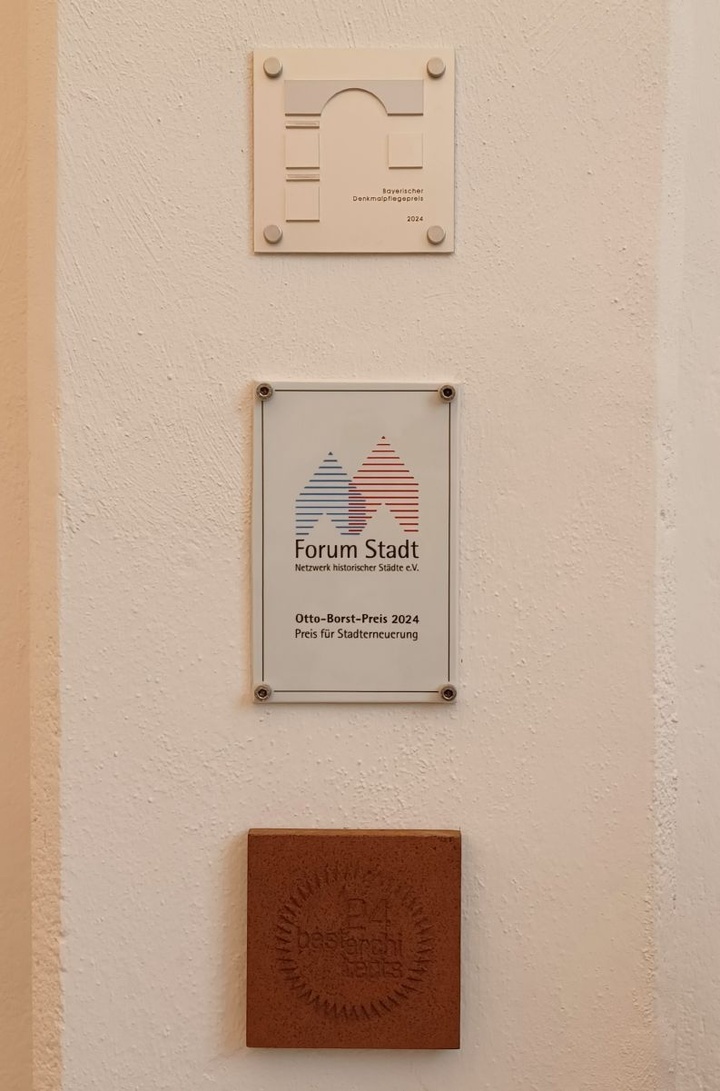 Bayerischer
Denkmalpflegepreis
2024
Forum Stadt
Netzwerk historischer Städte e.V.
Otto-Borst-Preis 2024
Preis für Stadterneuerung
24
bestarchi
tects